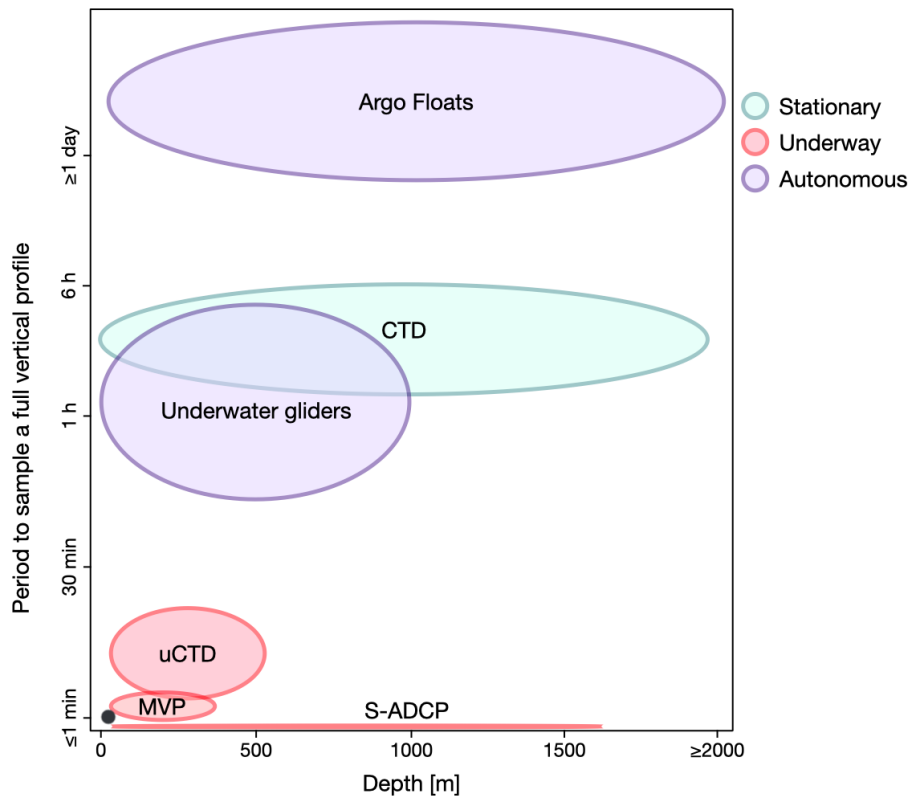 Argo Floats
Stationary
Underway
Autonomous
≥1 day
6 h
CTD
Underwater gliders
1 h
Period to sample a full vertical profile
30 min
uCTD
MVP
S-ADCP
≤1 min
0 500 1000 1500 ≥2000
Depth [m]